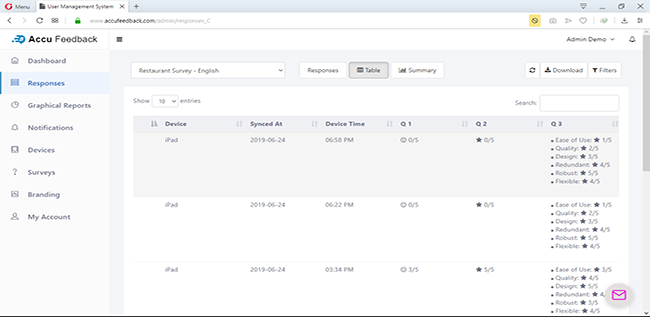 Menu
User Management System
www.accufeedback.com/admin/responses_C
Accu Feedback
Admin Demo
Dashboard
Responses
Graphical Reports
Notifications
Devices
Surveys
Branding
My Account
Restaurant Survey - English
Responses
Table
Summary
Download
Filters
Show 10 entries
Search:
Device Synced At Device Time Q 1 Q 2 Q 3
iPad 2019-06-24 06:58 PM 0/5 0/5
Ease of Use: 1/5
Quality: 2/5
Design: 3/5
Redundant: 4/5
Robust: 5/5
Flexible: 4/5
iPad 2019-06-24 06:22 PM 0/5 0/5
Ease of Use: 1/5
Quality: 2/5
Design: 3/5
Redundant: 4/5
Robust: 5/5
Flexible: 4/5
iPad 2019-06-24 03:34 PM 3/5 5/5
Ease of Use: 3/5
Quality: 4/5
Design: 5/5
Redundant: 4/
Robust: 3/5
Flexible: 4/5